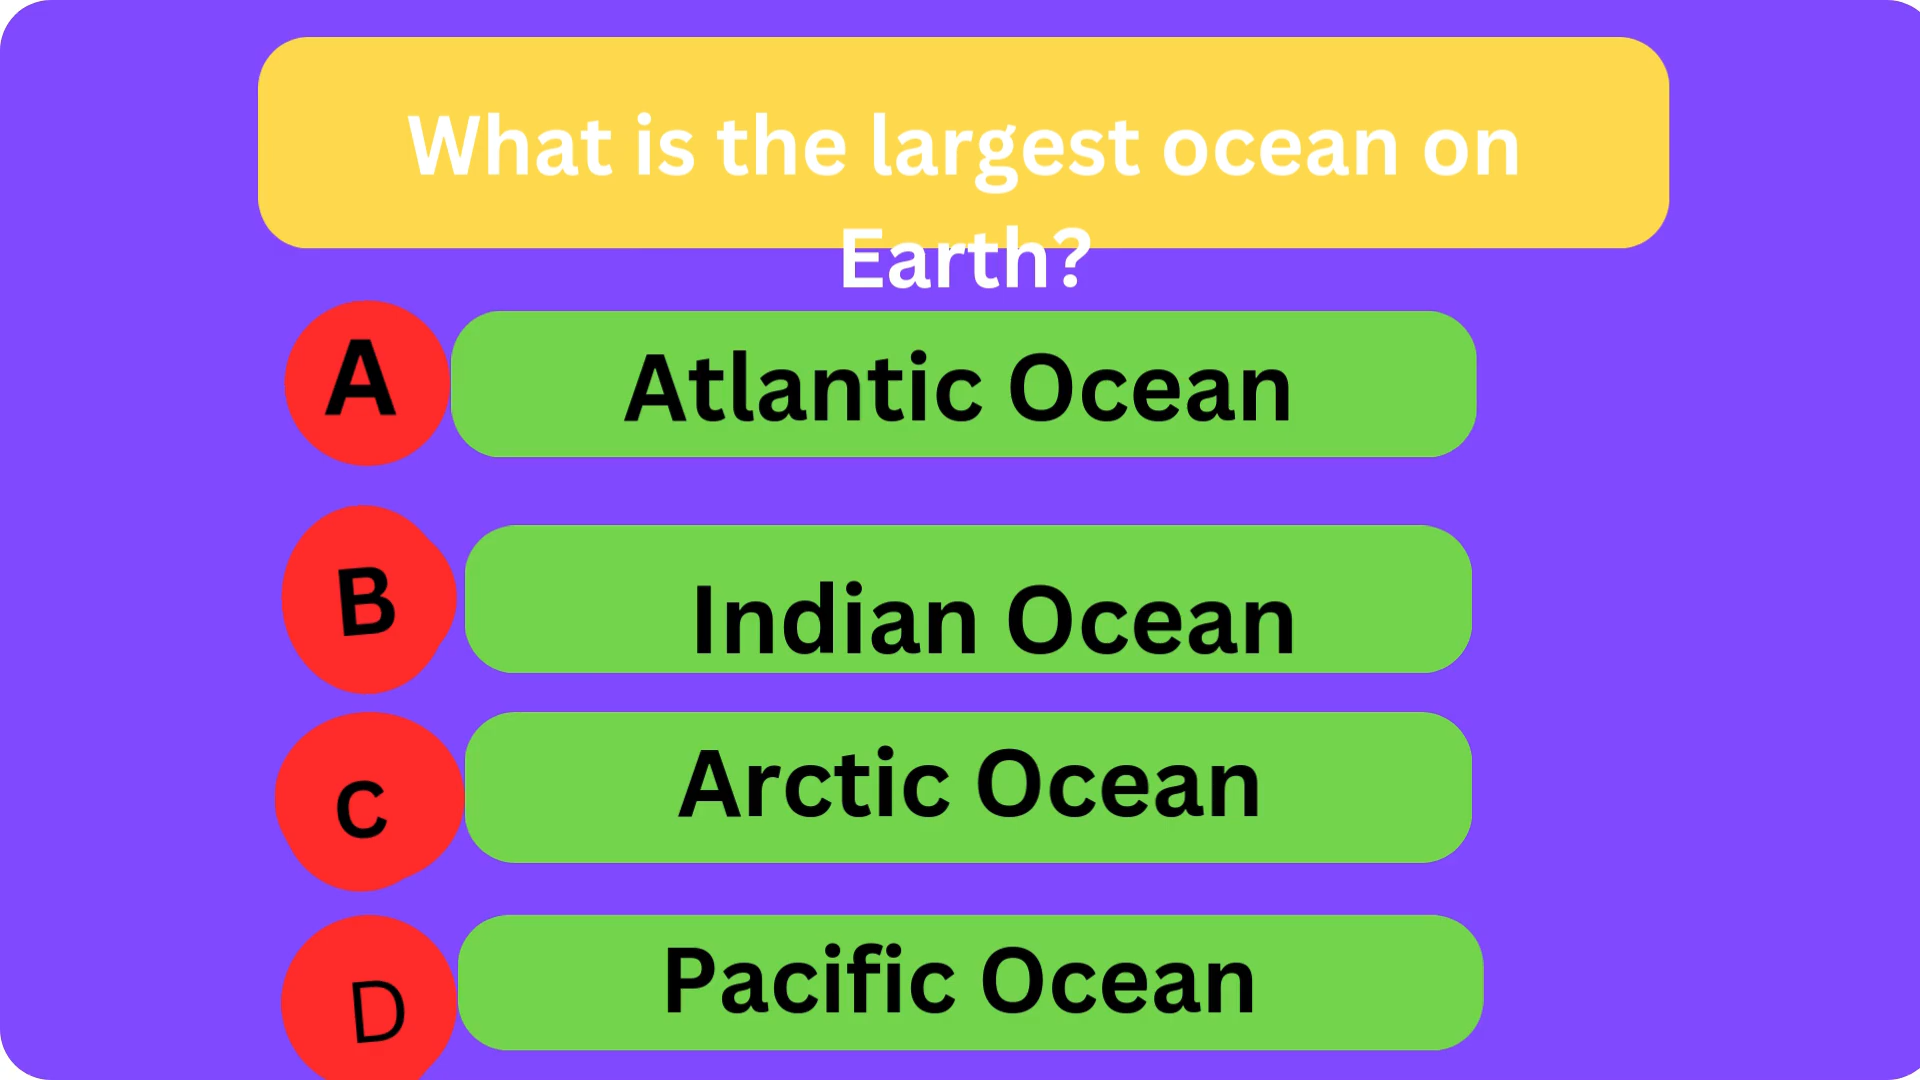 What is the largest ocean on
Earth?
A Atlantic Ocean
B Indian Ocean
C Arctic Ocean
D Pacific Ocean